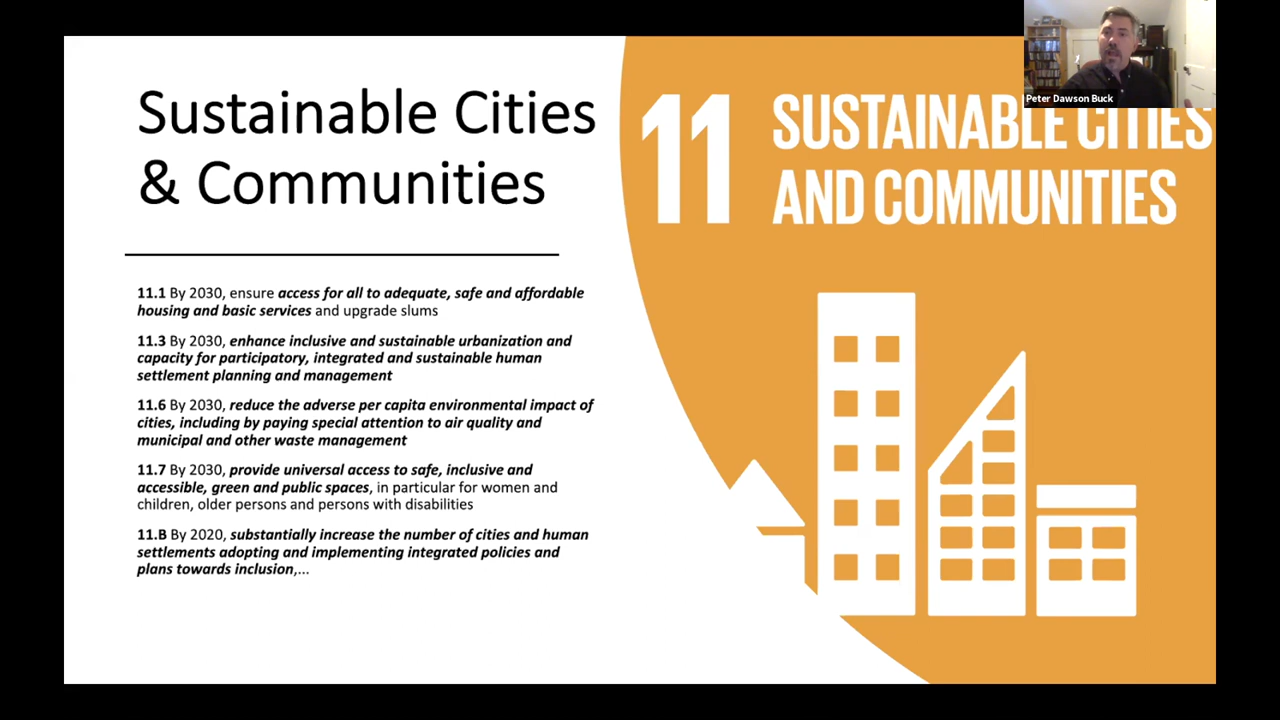 Sustainable Cities
& Communities
11.1 By 2030, ensure access for all to adequate, safe and affordable
housing and basic services and upgrade slums
11.3 By 2030, enhance inclusive and sustainable urbanization and
capacity for participatory, integrated and sustainable human
settlement planning and management
11.6 By 2030, reduce the adverse per capita environmental impact of
cities, including by paying special attention to air quality and
municipal and other waste management
11.7 By 2030, provide universal access to safe, inclusive and
accessible, green and public spaces, in particular for women and
children, older persons and persons with disabilities
11.B By 2020, substantially increase the number of cities and human
settlements adopting and implementing integrated policies and
plans towards inclusion,...
11 SUSTAINABLE CITIES
AND COMMUNITIES
Peter Dawson Buck